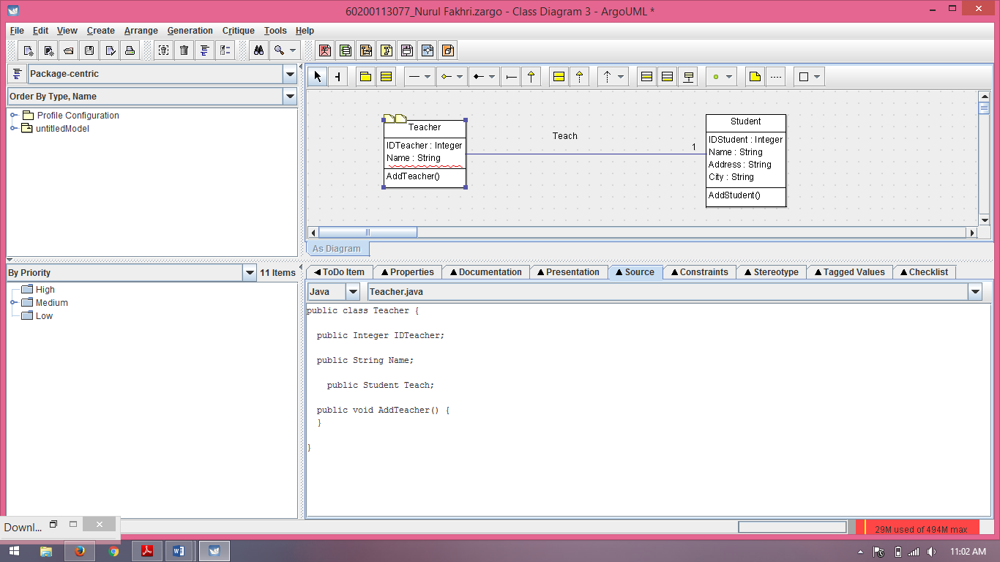 60200113077_Nurul Fakhri.zargo - Class Diagram 3 - ArgoUML *
File Edit View Create Arrange Generation Critique Tools Help
Package-centric
Order By Type, Name
Profile Configuration
untitledModel
Teacher
IDTeacher : Integer
Name : String
AddTeacher()
Teach
1
Student
IDStudent : Integer
Name : String
Address : String
City : String
AddStudent()
As Diagram
By Priority 11 Items
High
Medium
Low
ToDo Item Properties Documentation Presentation Source Constraints Stereotype Tagged Values Checklist
Java Teacher.java
public class Teacher {
public Integer IDTeacher;
public String Name;
public Student Teach;
public void AddTeacher() {
}
}
Downl...
29M used of 494M max
11:02 AM